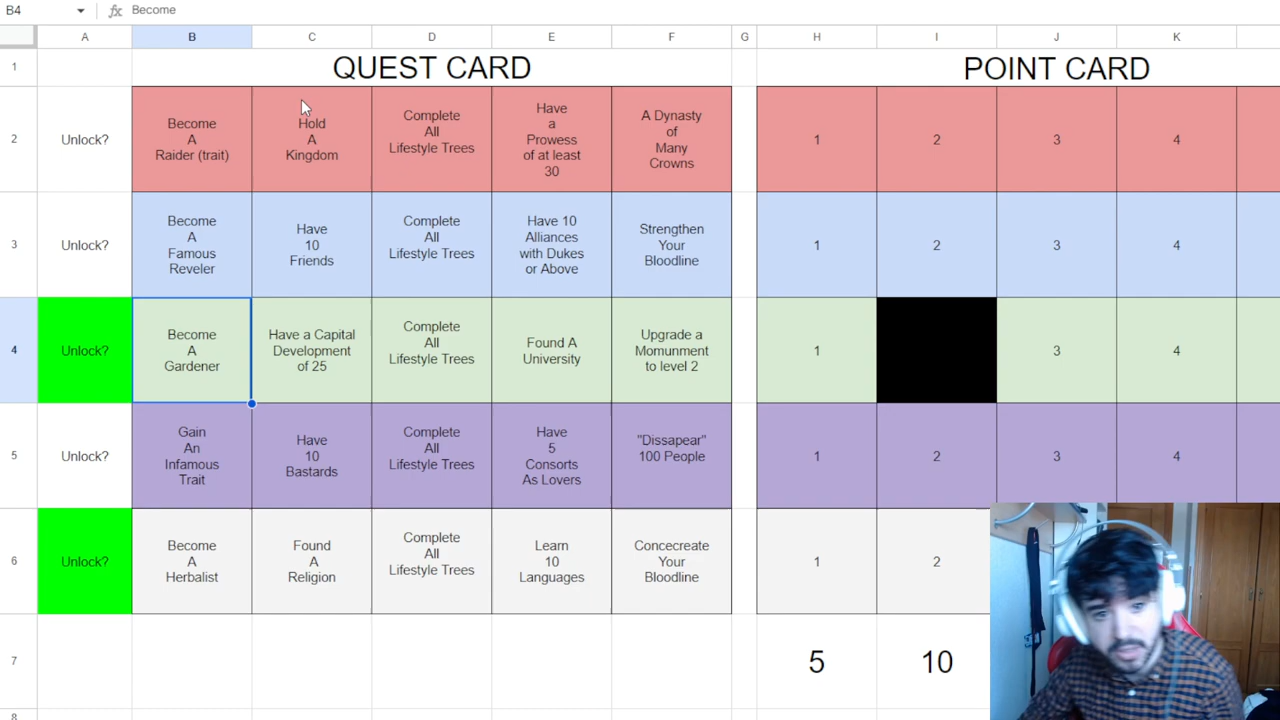 B4
fx
Become
A
B
C
D
E
F
G
H
I
J
K
1
QUEST CARD
POINT CARD
2
Unlock?
Become
A
Raider (trait)
Hold
A
Kingdom
Complete
All
Lifestyle Trees
Have
a
Prowess
of at least
30
A Dynasty
of
Many
Crowns
1
2
3
4
3
Unlock?
Become
A
Famous
Reveler
Have
10
Friends
Complete
All
Lifestyle Trees
Have 10
Alliances
with Dukes
or Above
Strengthen
Your
Bloodline
1
2
3
4
4
Unlock?
Become
A
Gardener
Have a Capital
Development
of 25
Complete
All
Lifestyle Trees
Found A
University
Upgrade a
Momunment
to level 2
1
3
4
5
Unlock?
Gain
An
Infamous
Trait
Have
10
Bastards
Complete
All
Lifestyle Trees
Have
5
Consorts
As Lovers
"Dissapear"
100 People
1
2
3
4
6
Unlock?
Become
A
Herbalist
Found
A
Religion
Complete
All
Lifestyle Trees
Learn
10
Languages
Concecreate
Your
Bloodline
1
2
7
5
10
8